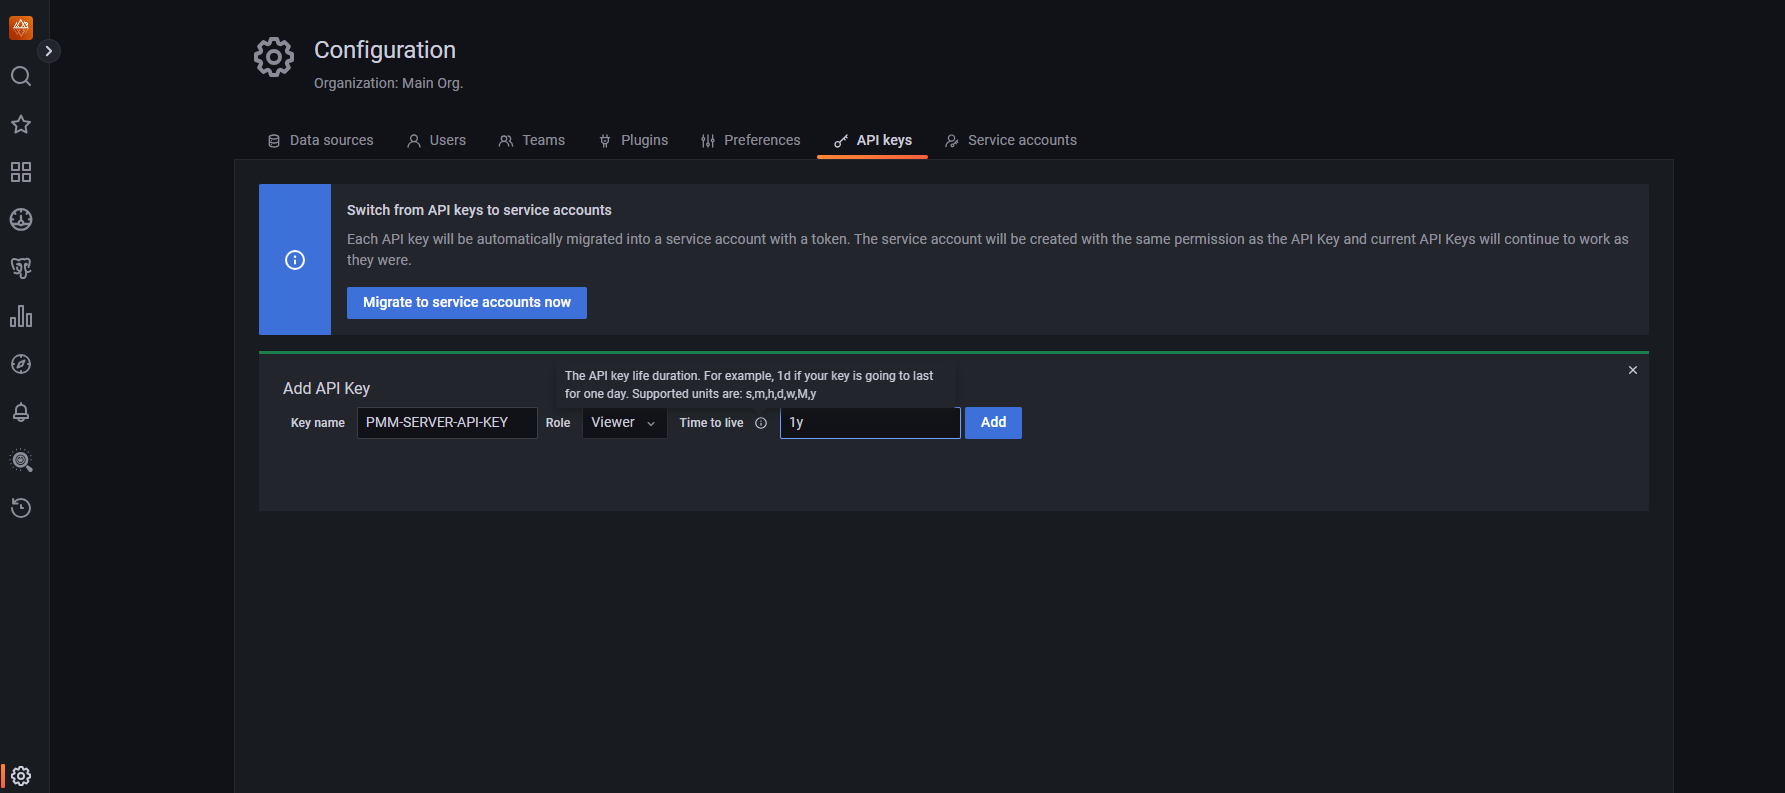 Configuration
Organization: Main Org.
Data sources
Users
Teams
Plugins
Preferences
API keys
Service accounts
Switch from API keys to service accounts
Each API key will be automatically migrated into a service account with a token. The service account will be created with the same permission as the API Key and current API Keys will continue to work as
they were.
Migrate to service accounts now
The API key life duration. For example, 1d if your key is going to last
for one day. Supported units are: s,m,h,d,w,M,y
Add API Key
Key name
PMM-SERVER-API-KEY
Role
Viewer
Time to live
1y
Add